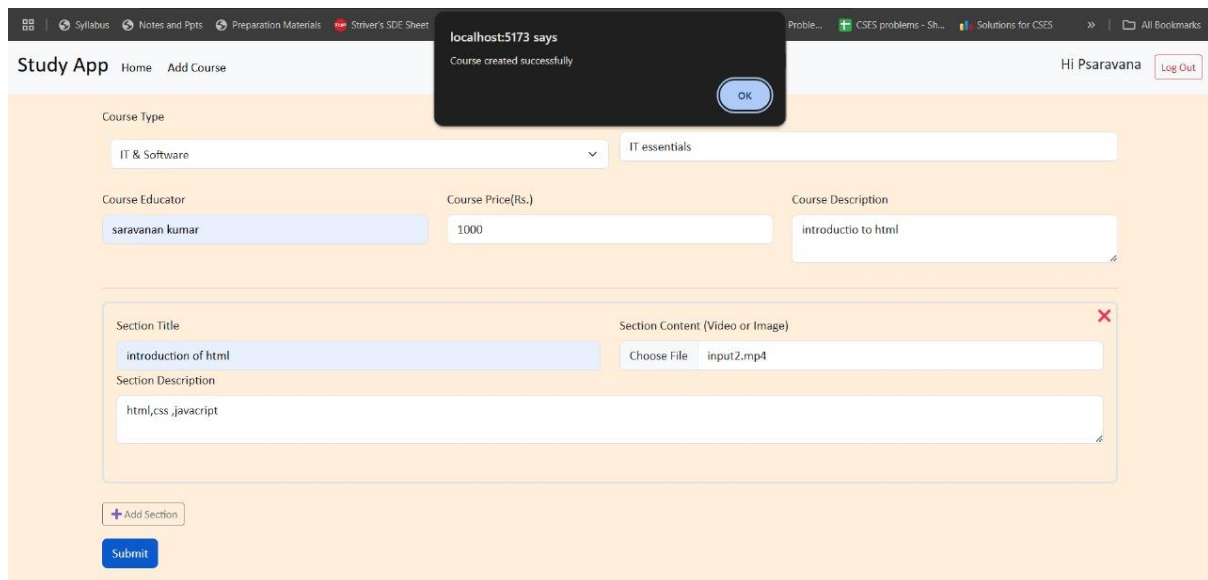 Syllabus Notes and Ppts Preparation Materials Striver's SDE Sheet Proble... CSES problems - Sh... Solutions for CSES » All Bookmarks
localhost:5173 says
Course created successfully
OK
Study App Home Add Course Hi Psaravana Log Out
Course Type
IT & Software IT essentials
Course Educator Course Price(Rs.) Course Description
saravanan kumar 1000 introductio to html
Section Title Section Content (Video or Image)
introduction of html Choose File input2.mp4
Section Description
html,css ,javacript
Add Section
Submit